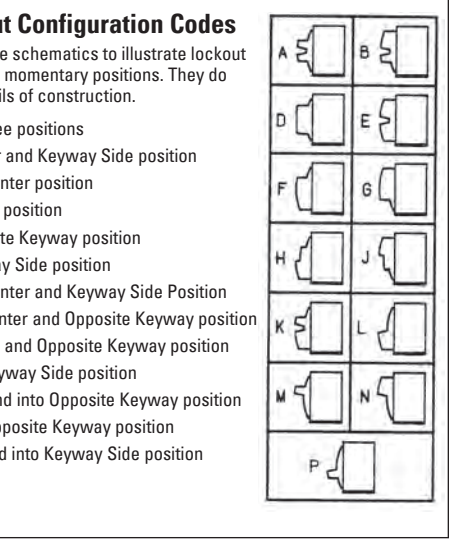 ut Configuration Codes
e schematics to illustrate lockout
momentary positions. They do
ils of construction.
ee positions
and Keyway Side position
nter position
position
te Keyway position
y Side position
nter and Keyway Side Position
nter and Opposite Keyway position
and Opposite Keyway position
yway Side position
nd into Opposite Keyway position
pposite Keyway position
d into Keyway Side position
A B
D E
F G
H J
K L
M N
P